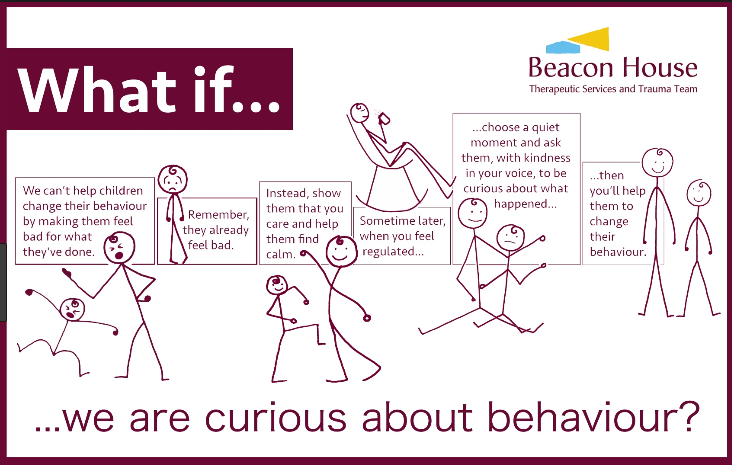 What if...
Beacon House
Therapeutic Services and Trauma Team
We can't help children
change their behaviour
by making them feel
bad for what
they've done.
Remember,
they already
feel bad.
Instead, show
them that you
care and help
them find
calm.
Sometime later,
when you feel
regulated...
...choose a quiet
moment and ask
them, with kindness
in your voice, to be
curious about what
happened...
...then
you'll help
them to
change
their
behaviour.
...we are curious about behaviour?